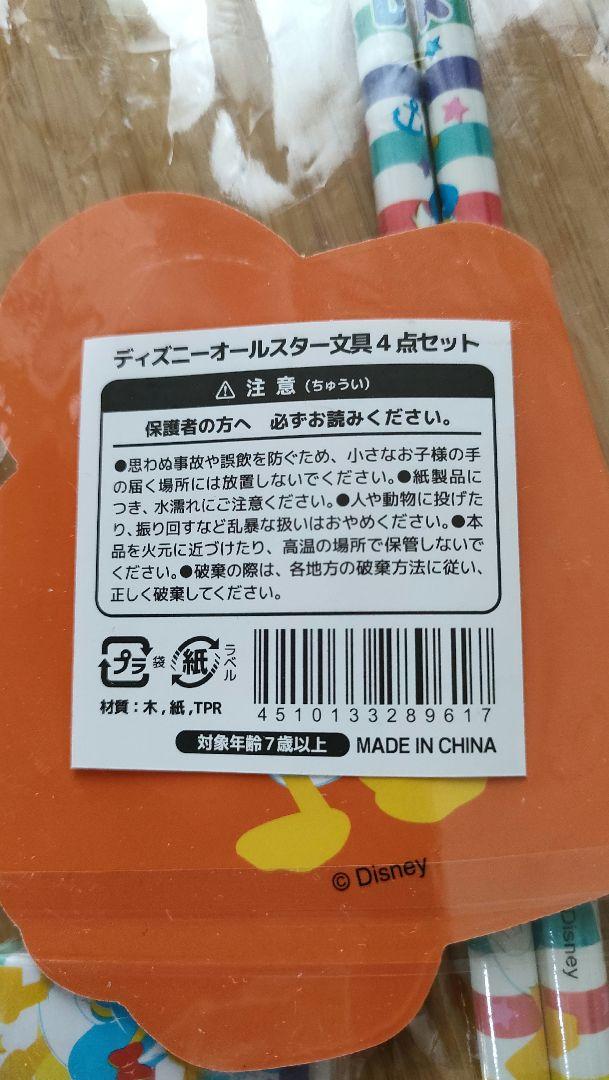 ディズニーオールスター文具4点セット
⚠ 注意(ちゅうい)
保護者の方へ 必ずお読みください。
●思わぬ事故や誤飲を防ぐため、小さなお子様の手
の届く場所には放置しないでください。●紙製品に
つき、水濡れにご注意ください。●人や動物に投げた
り、振り回すなど乱暴な扱いはおやめください。●本
品を火元に近づけたり、高温の場所で保管しないで
ください。●破棄の際は、各地方の破棄方法に従い、
正しく破棄してください。
プラ 袋 紙 ラベル
材質:木,紙,TPR
4510133289617
対象年齢7歳以上 MADE IN CHINA
© Disney
Disney